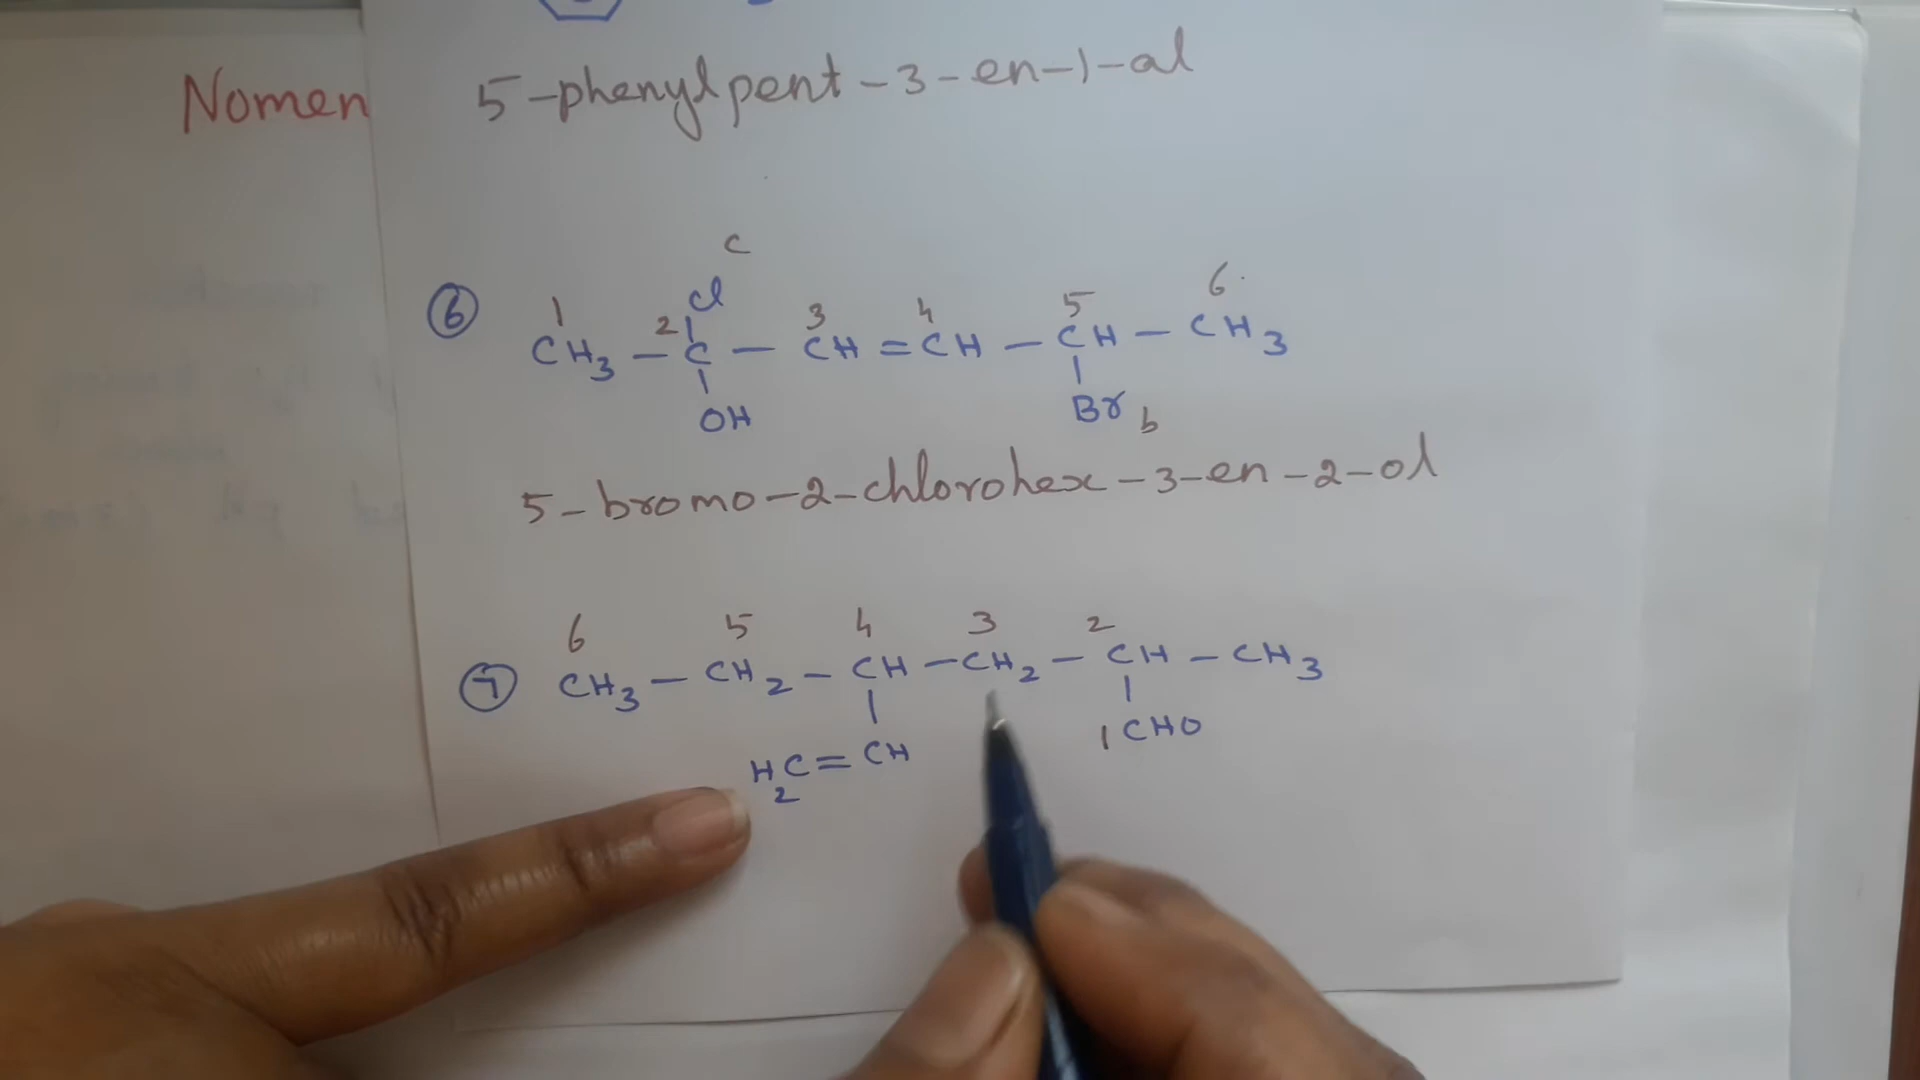 Nomen
5-phenylpent-3-en-1-al
c
Cl
⑥ 1 2 3 4 5 6
CH3 - C - CH = CH - CH - CH3
OH Br b
5-bromo-2-chlorohex-3-en-2-ol
6 5 4 3 2
⑦ CH3 - CH2 - CH - CH2 - CH - CH3
H2C = CH 1 CHO